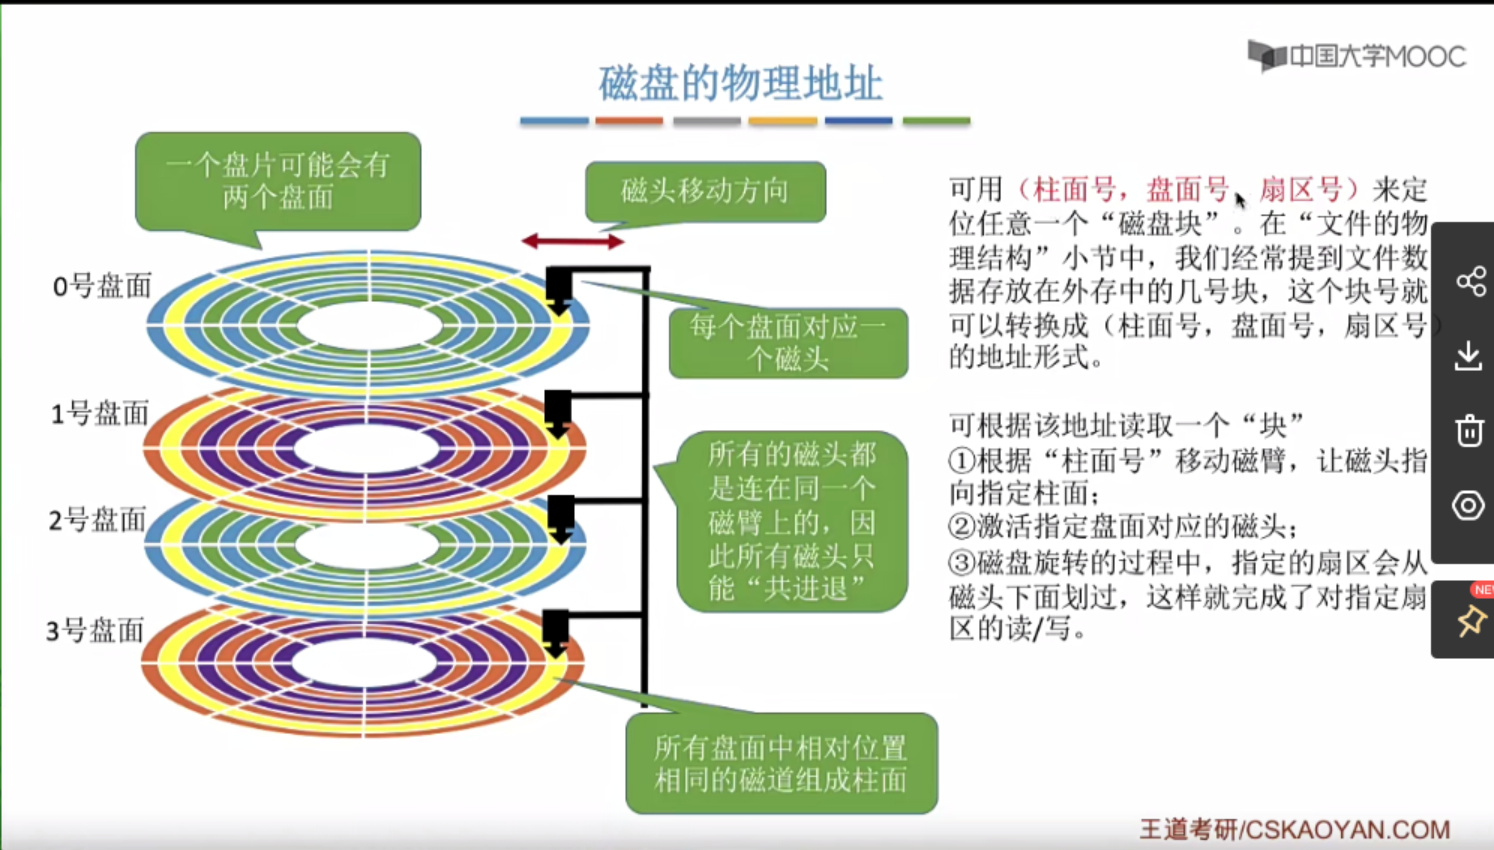 中国大学MOOC
磁盘的物理地址
一个盘片可能会有
两个盘面
磁头移动方向
0号盘面
每个盘面对应一
个磁头
1号盘面
所有的磁头都
是连在同一个
磁臂上的，因
此所有磁头只
能“共进退”
2号盘面
3号盘面
所有盘面中相对位置
相同的磁道组成柱面
可用（柱面号，盘面号，扇区号）来定
位任意一个“磁盘块”。在“文件的物
理结构”小节中，我们经常提到文件数
据存放在外存中的几号块，这个块号就
可以转换成（柱面号，盘面号，扇区号）
的地址形式。
可根据该地址读取一个“块”
①根据“柱面号”移动磁臂，让磁头指
向指定柱面；
②激活指定盘面对应的磁头；
③磁盘旋转的过程中，指定的扇区会从
磁头下面划过，这样就完成了对指定扇
区的读/写。
NE
王道考研/CSKAOYAN.COM